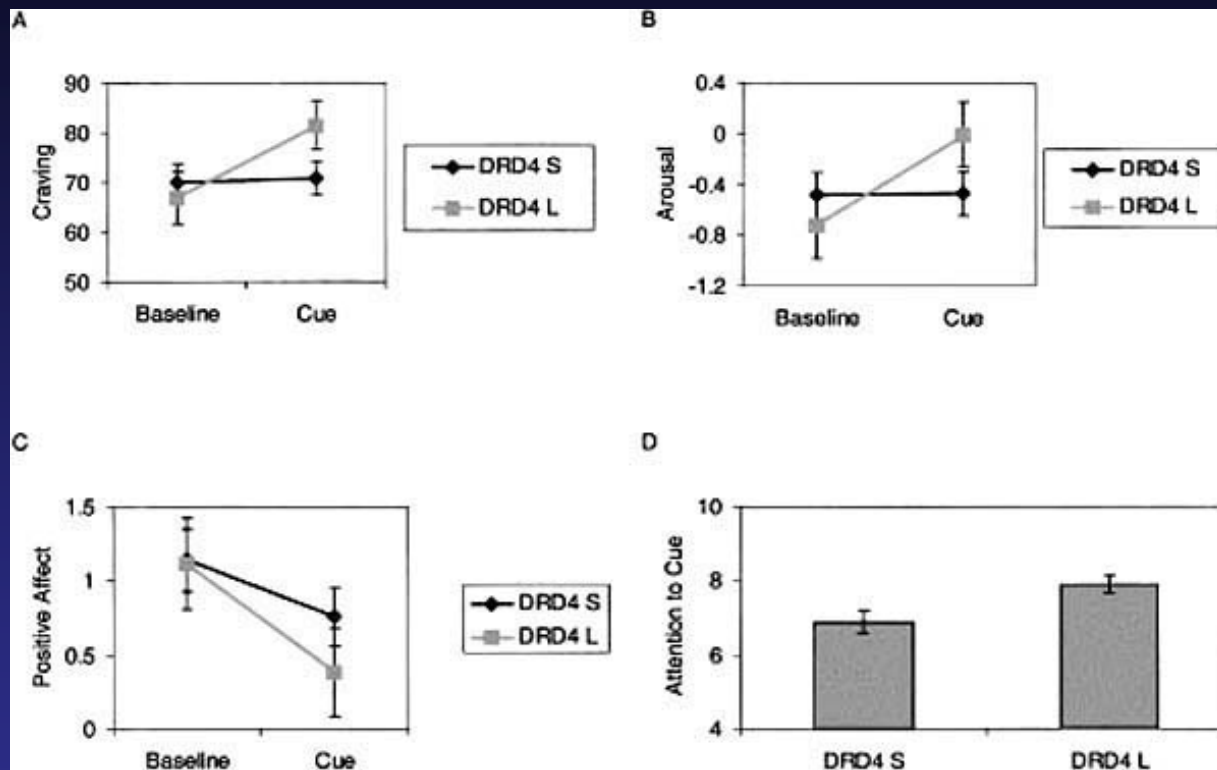 A
Craving
90
80
70
60
50
Baseline
Cue
DRD4 S
DRD4 L
B
Arousal
0.4
0
-0.4
-0.8
-1.2
Baseline
Cue
DRD4 S
DRD4 L
C
Positive Affect
1.5
1
0.5
0
Baseline
Cue
DRD4 S
DRD4 L
D
Attention to Cue
10
8
6
4
DRD4 S
DRD4 L